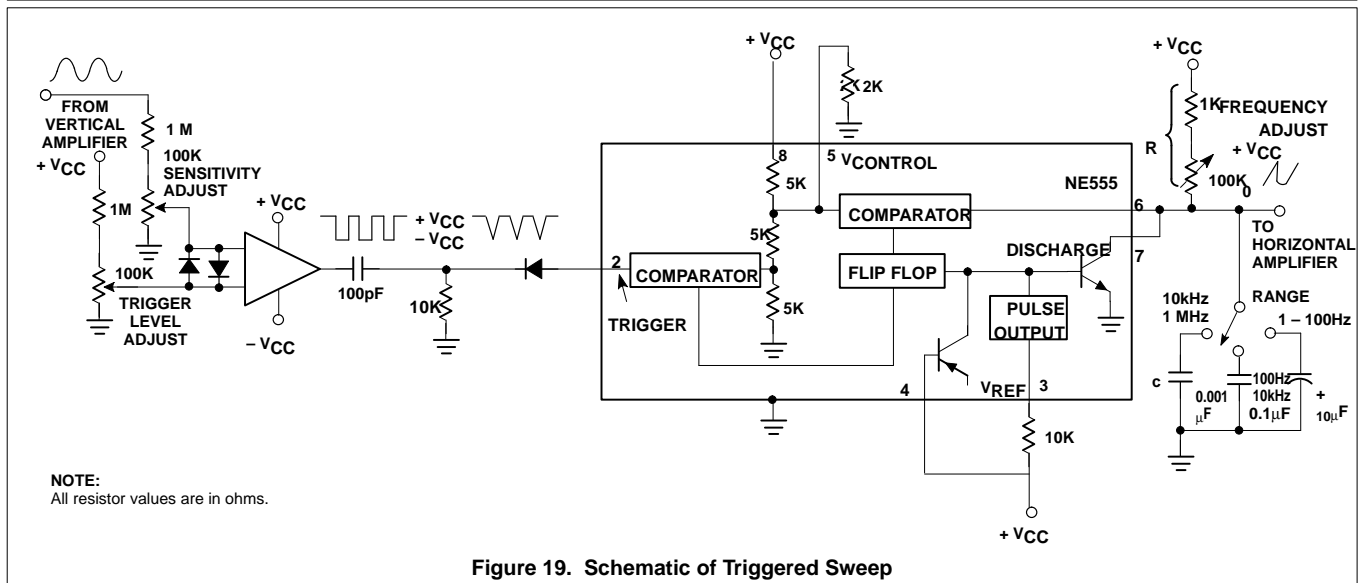 FROM
VERTICAL
AMPLIFIER
+ VCC
1 M
100K
SENSITIVITY
ADJUST
1M
100K
TRIGGER
LEVEL
ADJUST
+ VCC
– VCC
100pF
+ VCC
– VCC
10K
2
TRIGGER
COMPARATOR
+ VCC
2K
8
5
VCONTROL
5K
5K
5K
NE555
COMPARATOR
FLIP FLOP
DISCHARGE
6
7
PULSE
OUTPUT
4
VREF
3
10K
+ VCC
+ VCC
R
1K
FREQUENCY
ADJUST
100K
+ VCC
0
TO
HORIZONTAL
AMPLIFIER
RANGE
10kHz
1 MHz
1 – 100Hz
c
0.001
µF
100Hz
10kHz
0.1µF
+
10µF
NOTE:
All resistor values are in ohms.
Figure 19. Schematic of Triggered Sweep